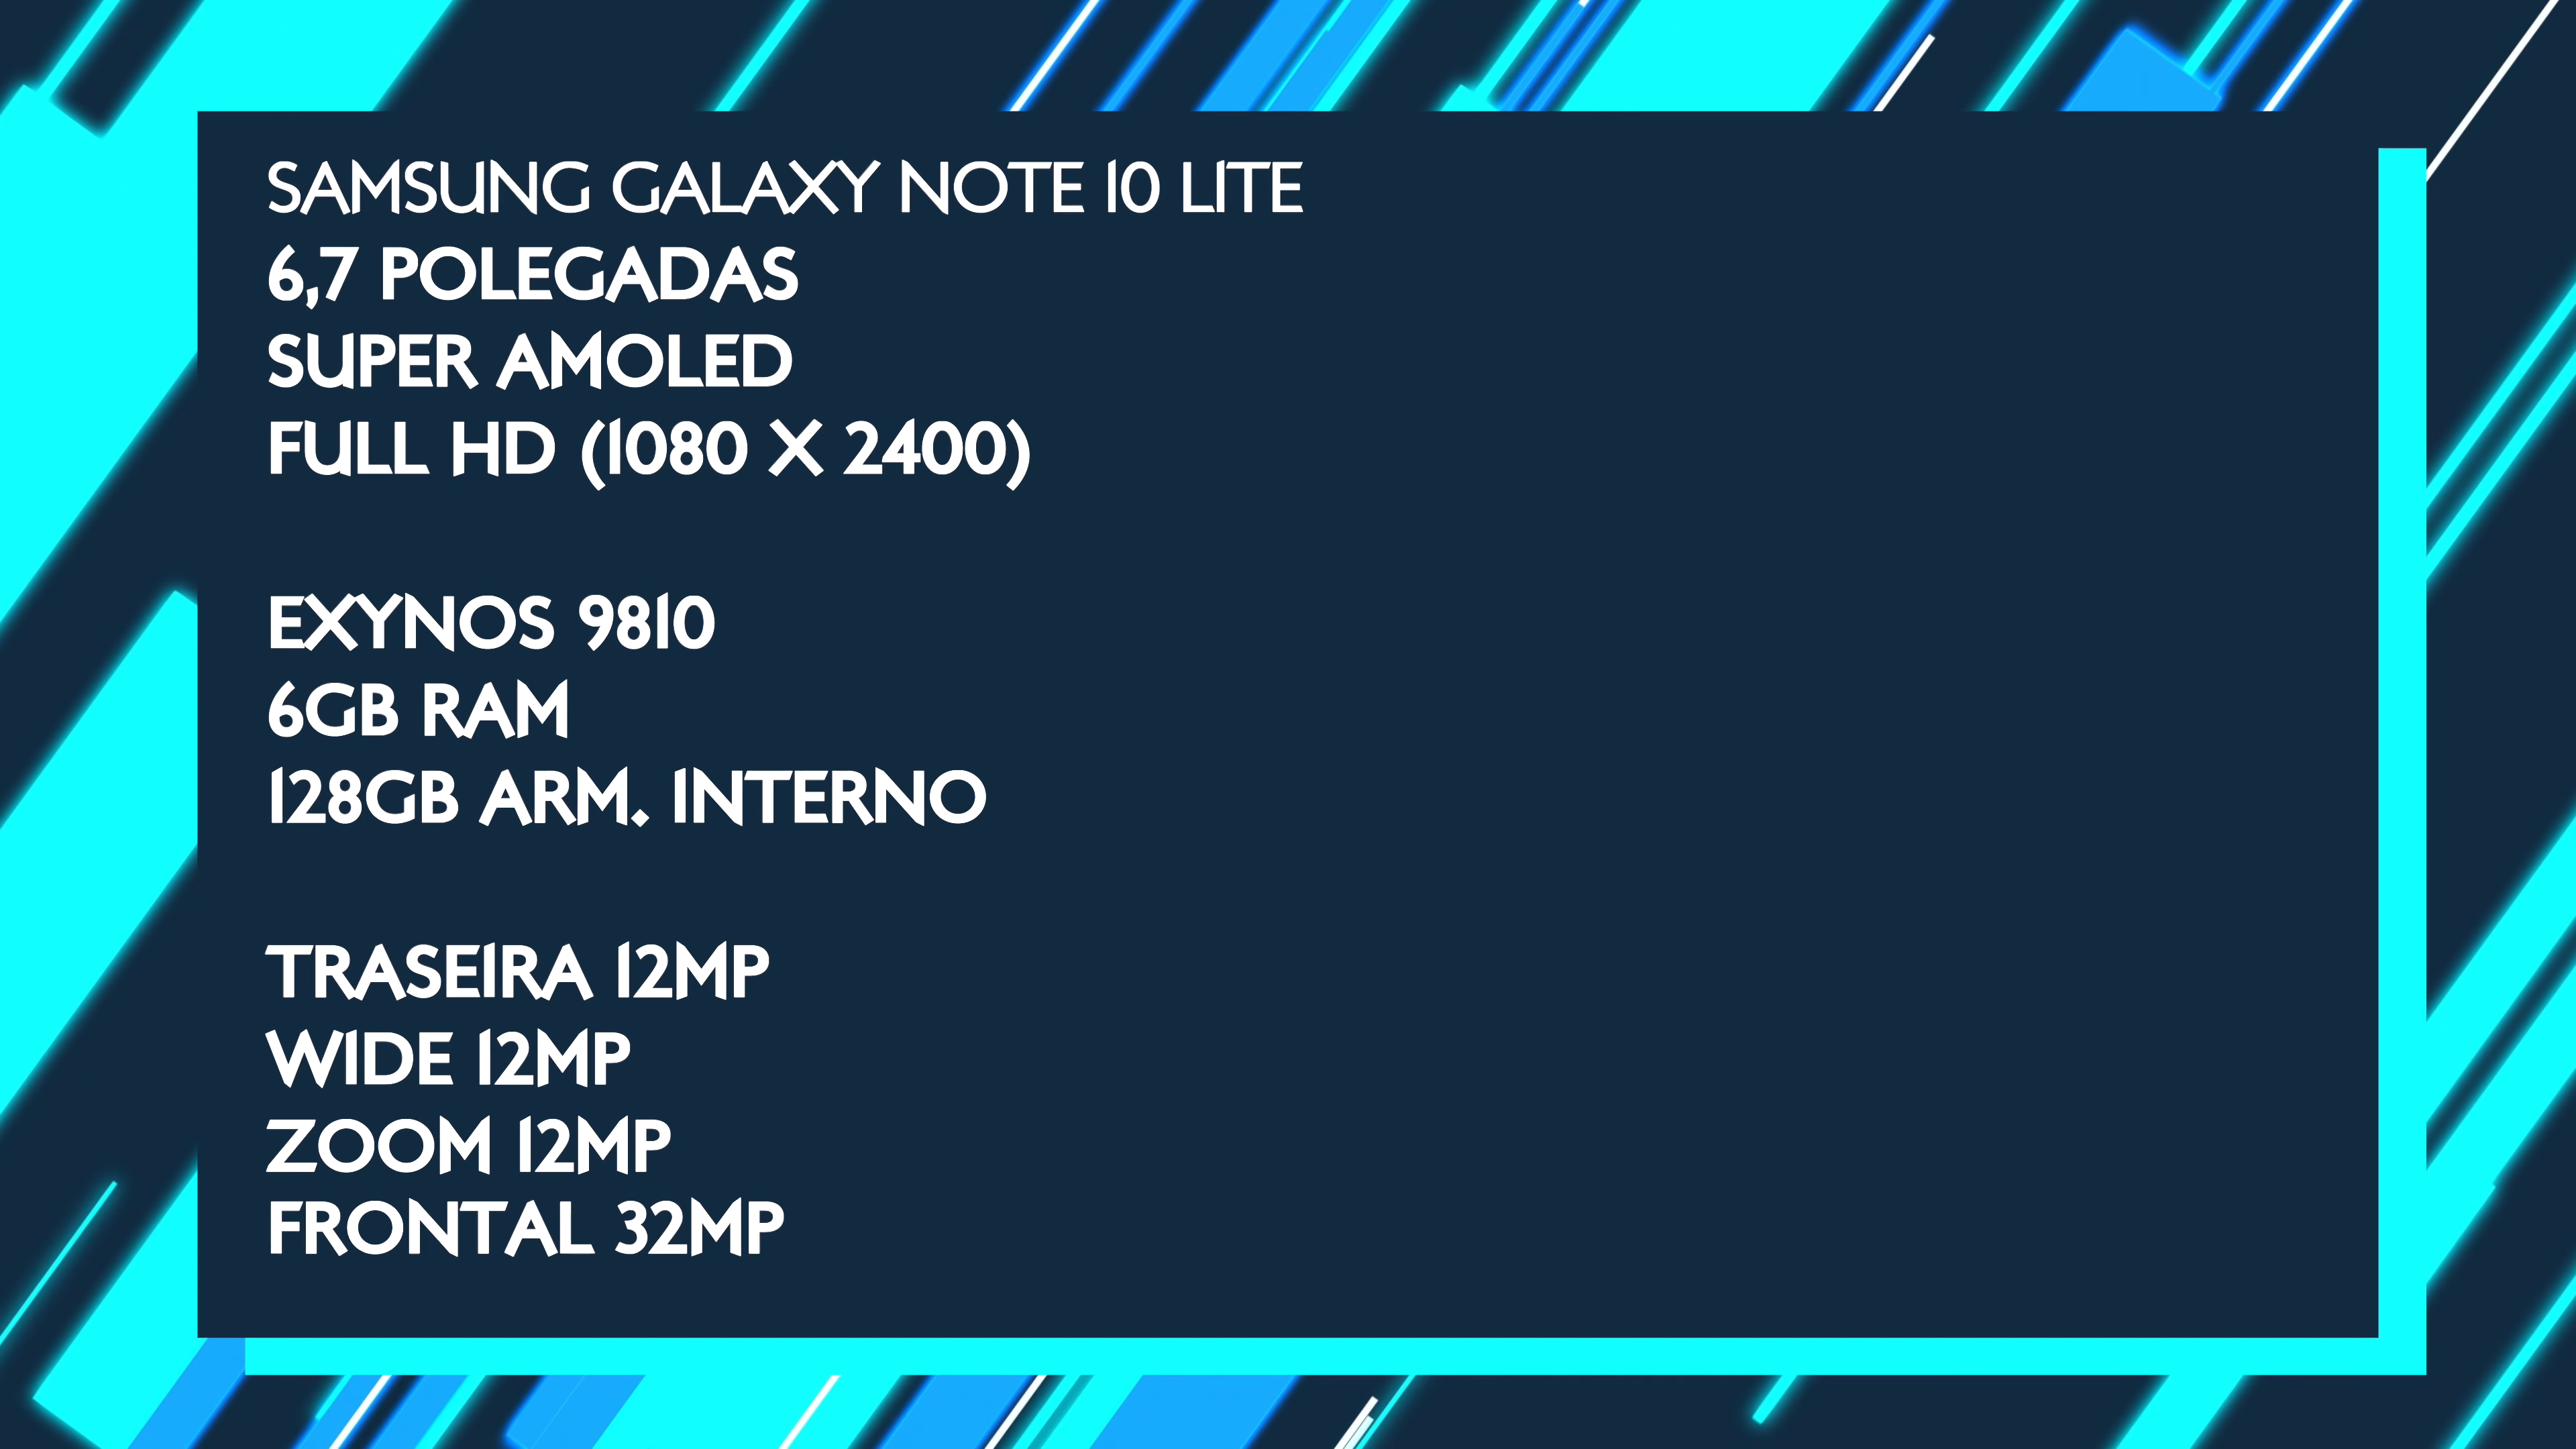 SAMSUNG GALAXY NOTE 10 LITE
6,7 POLEGADAS
SUPER AMOLED
FULL HD (1080 X 2400)
EXYNOS 9810
6GB RAM
128GB ARM. INTERNO
TRASEIRA 12MP
WIDE 12MP
ZOOM 12MP
FRONTAL 32MP